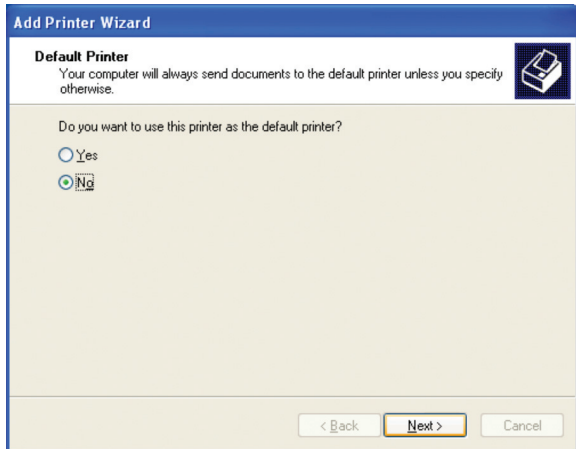 Add Printer Wizard
Default Printer
Your computer will always send documents to the default printer unless you specify
otherwise.
Do you want to use this printer as the default printer?
Yes
No
< Back
Next >
Cancel